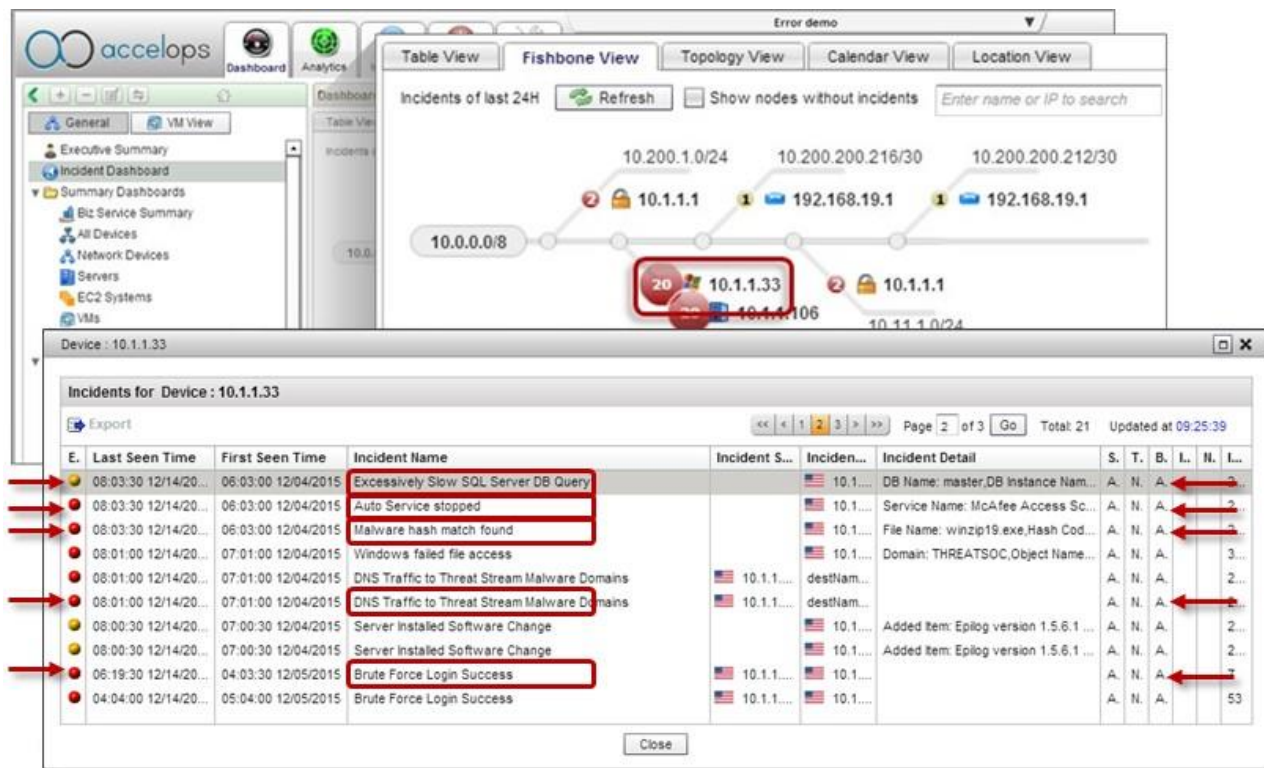 Error demo
accelops
Dashboard
Analytics
General
VM View
Executive Summary
Incident Dashboard
Summary Dashboards
Biz Service Summary
All Devices
Network Devices
Servers
EC2 Systems
VMs
Table View Fishbone View Topology View Calendar View Location View
Incidents of last 24H Refresh Show nodes without incidents Enter name or IP to search
10.200.1.0/24 10.200.200.216/30 10.200.200.212/30
2 10.1.1.1 1 192.168.19.1 1 192.168.19.1
10.0.0.0/8
20 10.1.1.33 2 10.1.1.1
10.1.1.106
10.11.1.0/24
Device : 10.1.1.33
Incidents for Device : 10.1.1.33
Export << < 1 2 3 > >> Page 2 of 3 Go Total: 21 Updated at 09:25:39
E. Last Seen Time First Seen Time Incident Name Incident S... Inciden... Incident Detail S. T. B. I.. N. I...
08:03:30 12/14/20... 06:03:00 12/04/2015 Excessively Slow SQL Server DB Query 10.1.... DB Name: master,DB Instance Nam... A. N. A.
08:03:30 12/14/20... 06:03:00 12/04/2015 Auto Service stopped 10.1.... Service Name: McAfee Access Sc... A. N. A. 2...
08:03:30 12/14/20... 06:03:00 12/04/2015 Malware hash match found 10.1.... File Name: winzip19.exe,Hash Cod... A. N. A.
08:01:00 12/14/20... 07:01:00 12/04/2015 Windows failed file access 10.1.... Domain: THREATSOC,Object Name... A. N. A. 3...
08:01:00 12/14/20... 07:01:00 12/04/2015 DNS Traffic to Threat Stream Malware Domains 10.1.1.... destNam... A. N. A. 2...
08:01:00 12/14/20... 07:01:00 12/04/2015 DNS Traffic to Threat Stream Malware Domains 10.1.1.... destNam... A. N. A.
08:00:30 12/14/20... 07:00:30 12/04/2015 Server Installed Software Change 10.1.... Added Item: Epilog version 1.5.6.1 ... A. N. A. 2...
08:00:30 12/14/20... 07:00:30 12/04/2015 Server Installed Software Change 10.1.... Added Item: Epilog version 1.5.6.1 ... A. N. A. 2...
06:19:30 12/14/20... 04:03:30 12/05/2015 Brute Force Login Success 10.1.1.... 10.1.... A. N. A.
04:04:00 12/14/20... 05:04:00 12/05/2015 Brute Force Login Success 10.1.1.... 10.1.... A. N. A. 53
Close